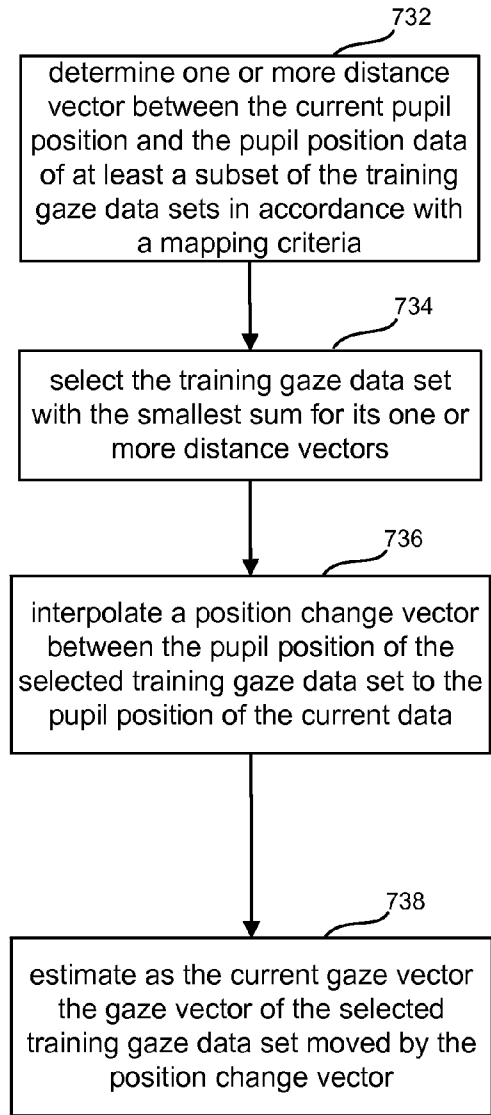 732
determine one or more distance
vector between the current pupil
position and the pupil position data
of at least a subset of the training
gaze data sets in accordance with
a mapping criteria
734
select the training gaze data set
with the smallest sum for its one or
more distance vectors
736
interpolate a position change vector
between the pupil position of the
selected training gaze data set to the
pupil position of the current data
738
estimate as the current gaze vector
the gaze vector of the selected
training gaze data set moved by the
position change vector